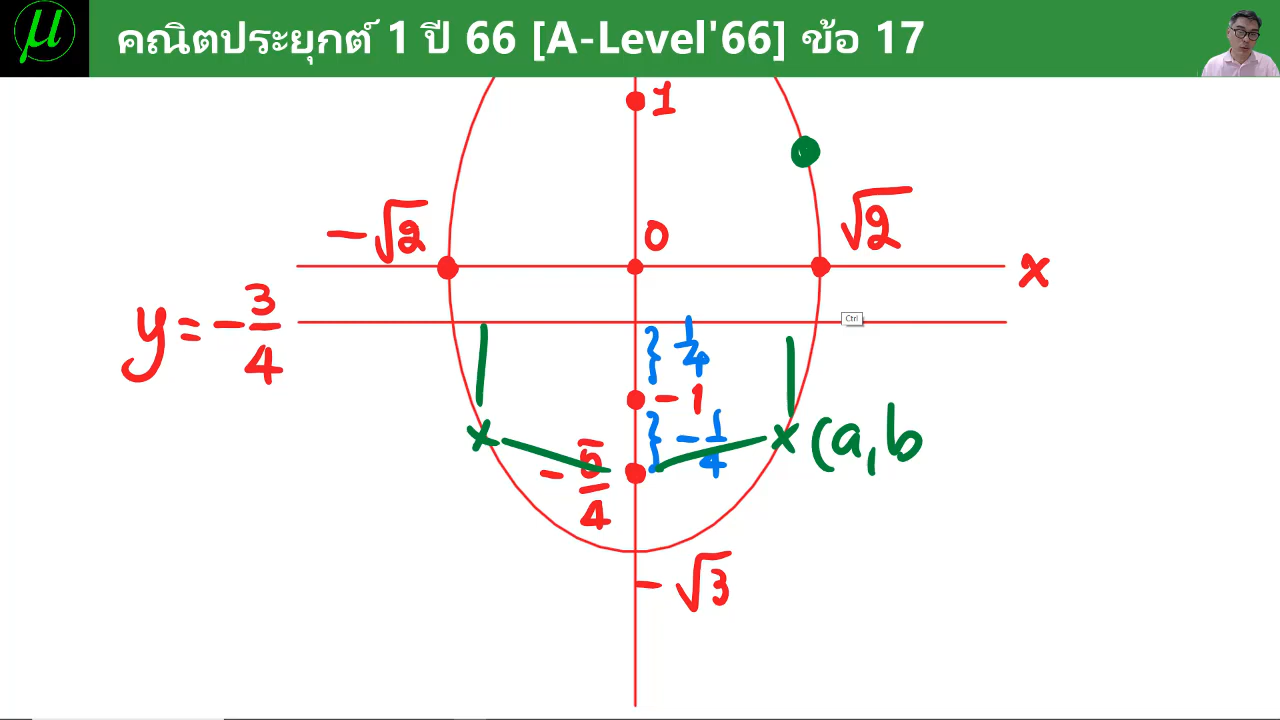 μ
คณิตประยุกต์ 1 ปี 66 [A-Level'66] ข้อ 17
1
-√2
0
√2
x
y = -3/4
Ctrl
} 1/4
-1
} -1/4
x
x (a, b
-5/4
-√3